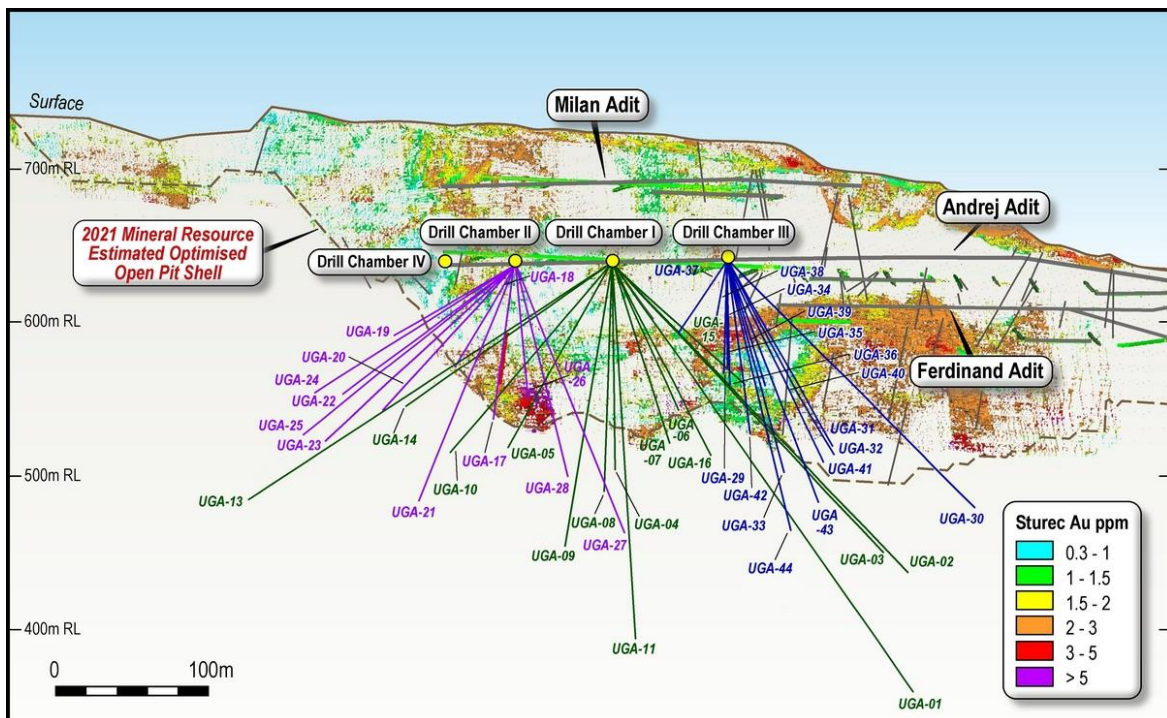 Surface
Milan Adit
700m RL
Andrej Adit
2021 Mineral Resource
Estimated Optimised
Open Pit Shell
Drill Chamber II
Drill Chamber I
Drill Chamber III
Drill Chamber IV
UGA-18
UGA-37
UGA-38
UGA-34
600m RL
UGA-19
UGA-39
UGA-
15
UGA-35
UGA-20
UGA-36
UGA
-26
UGA-40
Ferdinand Adit
UGA-24
UGA-22
UGA-25
UGA-23
UGA-14
UGA-06
UGA-31
UGA-32
UGA-17
UGA-05
UGA
-07
UGA-16
UGA-41
500m RL
UGA-13
UGA-10
UGA-21
UGA-28
UGA-29
UGA-42
UGA-08
UGA-04
UGA-33
UGA
-43
UGA-30
UGA-09
UGA-27
UGA-44
UGA-03
UGA-02
Sturec Au ppm
0.3 - 1
1 - 1.5
1.5 - 2
2 - 3
3 - 5
> 5
400m RL
UGA-11
0
100m
UGA-01